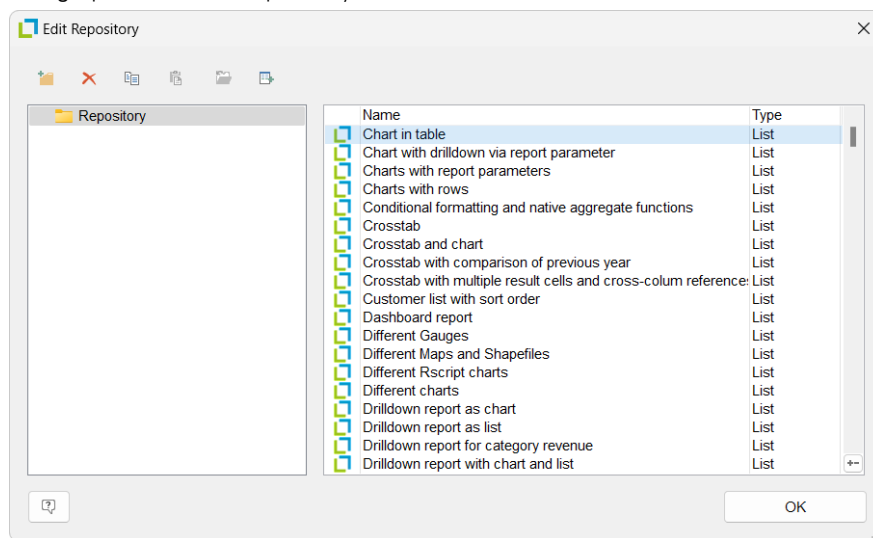 Edit Repository
Repository
Name Type
Chart in table List
Chart with drilldown via report parameter List
Charts with report parameters List
Charts with rows List
Conditional formatting and native aggregate functions List
Crosstab List
Crosstab and chart List
Crosstab with comparison of previous year List
Crosstab with multiple result cells and cross-colum reference List
Customer list with sort order List
Dashboard report List
Different Gauges List
Different Maps and Shapefiles List
Different Rscript charts List
Different charts List
Drilldown report as chart List
Drilldown report as list List
Drilldown report for category revenue List
Drilldown report with chart and list List
OK